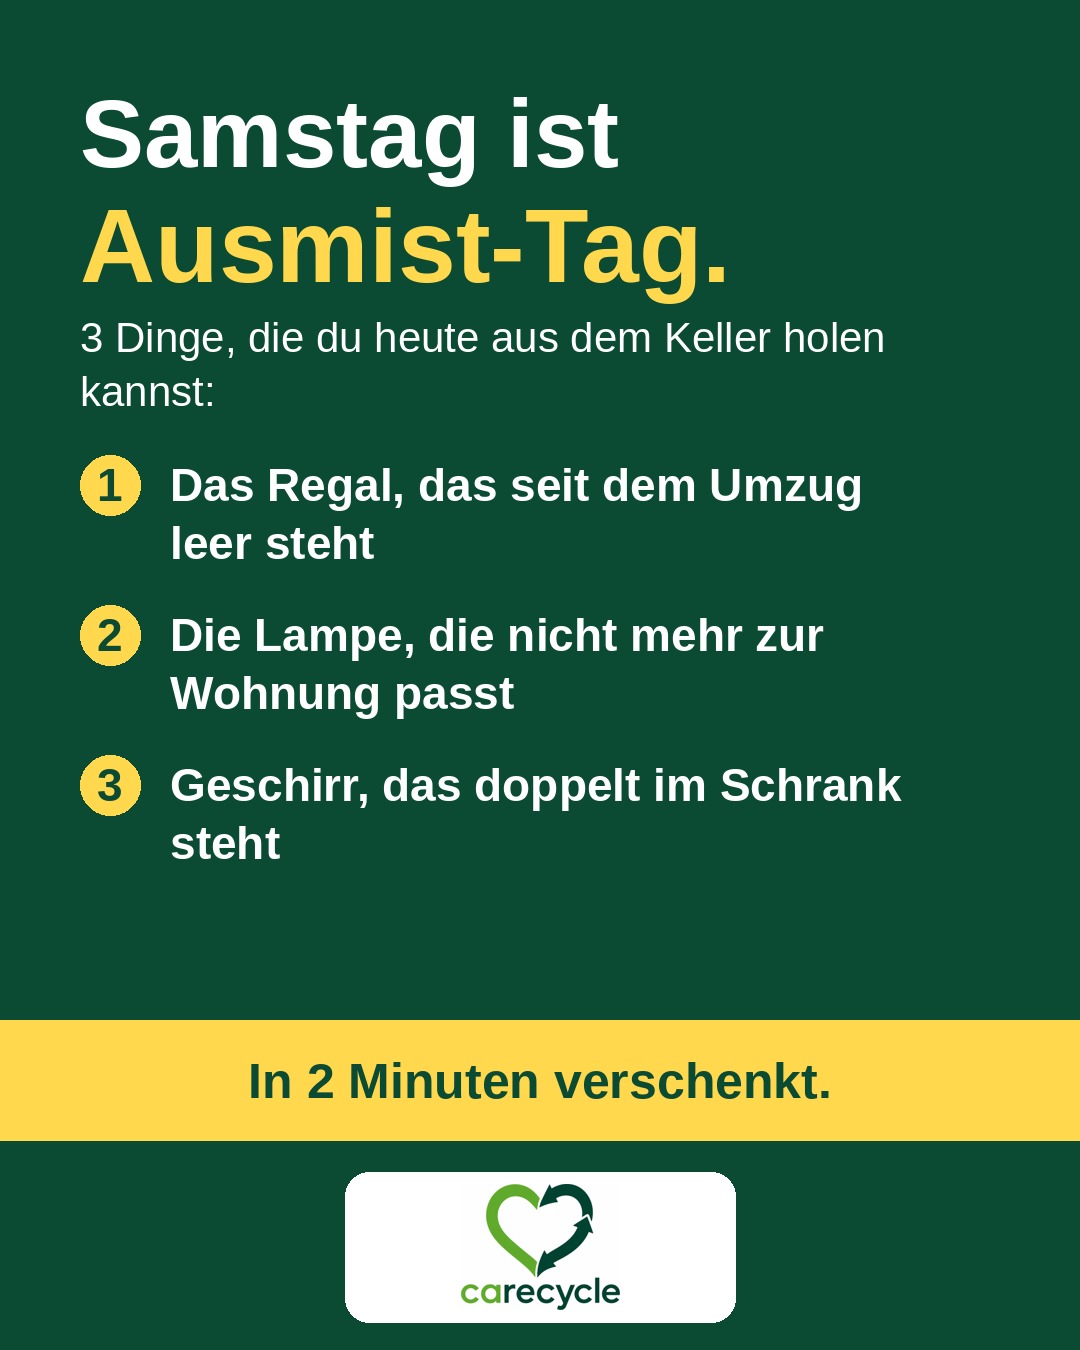 Samstag ist
Ausmist-Tag.
3 Dinge, die du heute aus dem Keller holen
kannst:
1 Das Regal, das seit dem Umzug
leer steht
2 Die Lampe, die nicht mehr zur
Wohnung passt
3 Geschirr, das doppelt im Schrank
steht
In 2 Minuten verschenkt.
carecycle